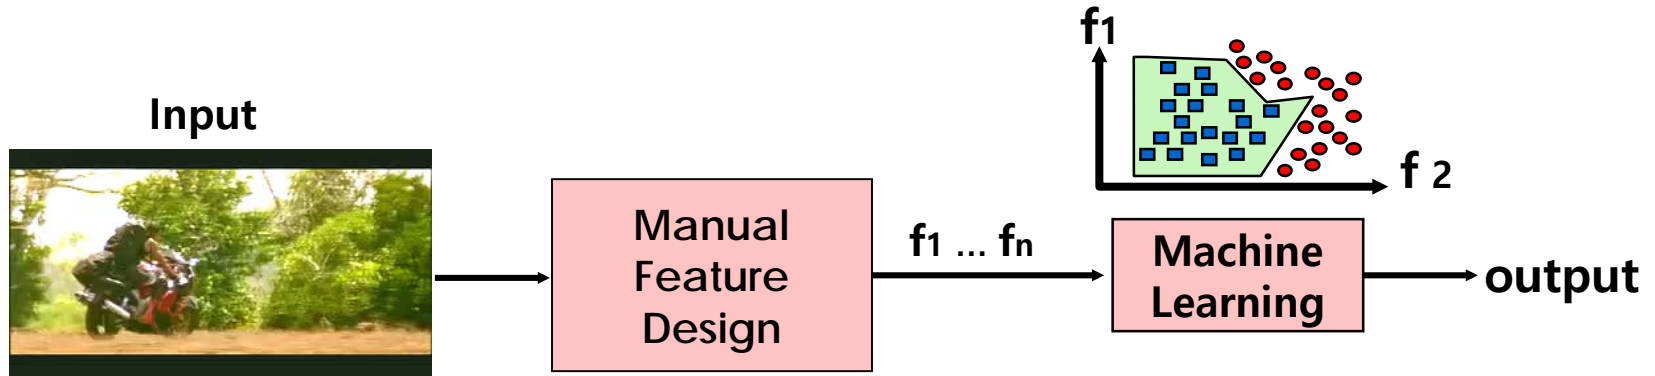 f1
Input
f 2
Manual
Feature
Design
f1 ... fn
Machine
Learning
output